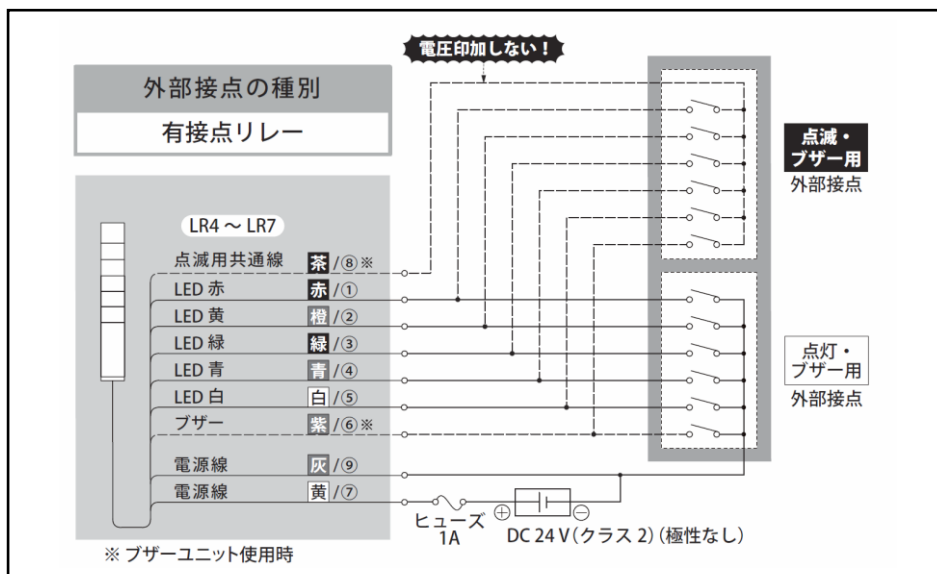 電圧印加しない！
外部接点の種別
有接点リレー
点滅・
ブザー用
外部接点
LR4 ～ LR7
点滅用共通線 茶 /⑧※
LED 赤 赤 /①
LED 黄 橙 /②
LED 緑 緑 /③
LED 青 青 /④
LED 白 白 /⑤
ブザー 紫 /⑥※
電源線 灰 /⑨
電源線 黄 /⑦
点灯・
ブザー用
外部接点
ヒューズ
1A
⊕ ⊖
DC 24 V（クラス 2）（極性なし）
※ ブザーユニット使用時